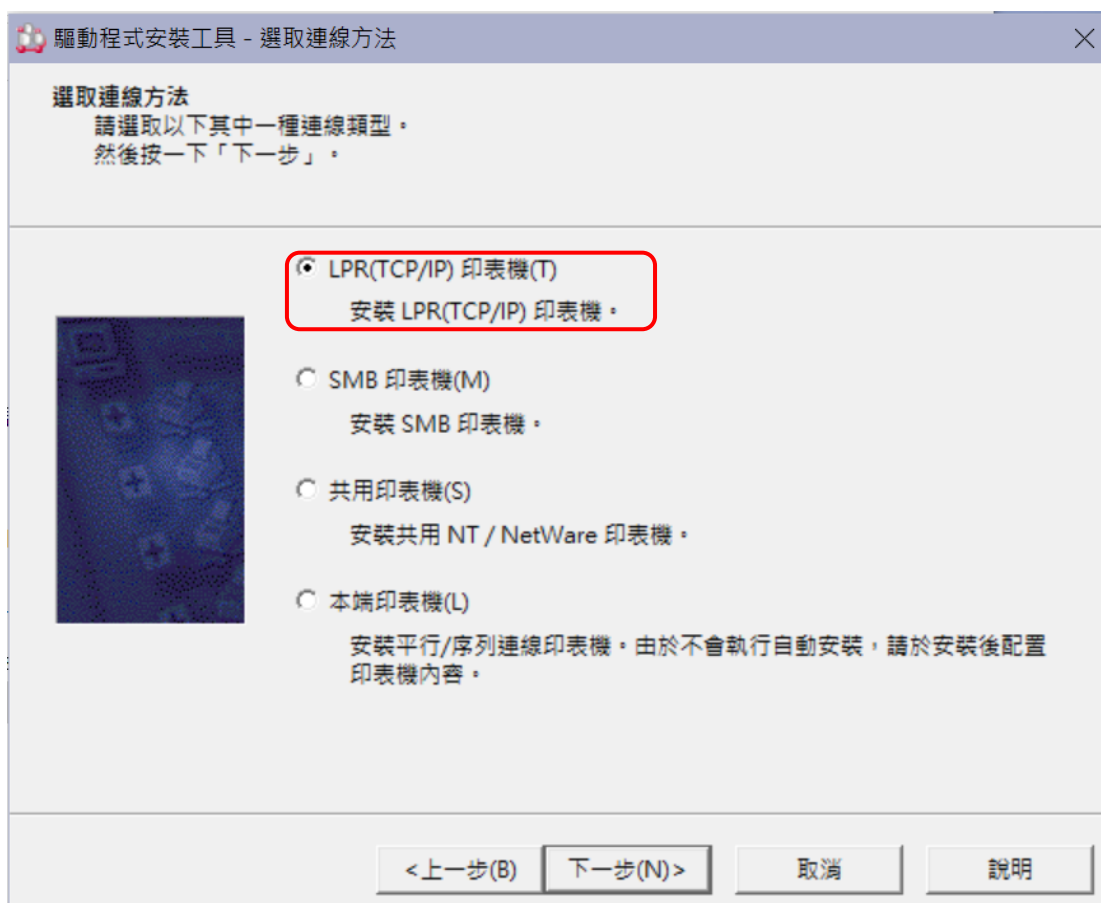 驅動程式安裝工具 - 選取連線方法
選取連線方法
請選取以下其中一種連線類型。
然後按一下「下一步」。
LPR(TCP/IP) 印表機(T)
安裝 LPR(TCP/IP) 印表機。
SMB 印表機(M)
安裝 SMB 印表機。
共用印表機(S)
安裝共用 NT / NetWare 印表機。
本端印表機(L)
安裝平行/序列連線印表機。由於不會執行自動安裝，請於安裝後配置
印表機內容。
<上一步(B) 下一步(N)> 取消 說明